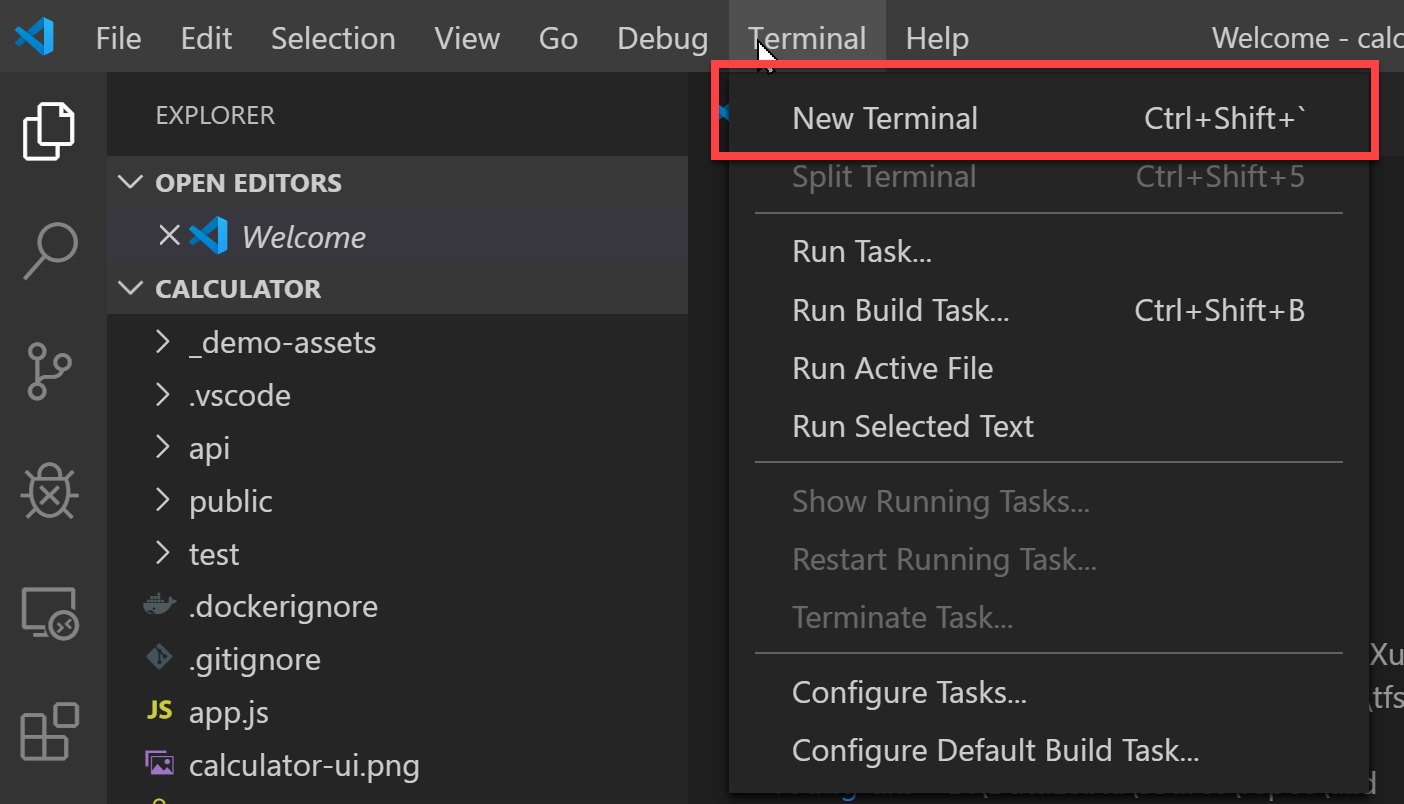 File Edit Selection View Go Debug Terminal Help Welcome - calc
EXPLORER
OPEN EDITORS
Welcome
CALCULATOR
_demo-assets
.vscode
api
public
test
.dockerignore
.gitignore
JS app.js
calculator-ui.png
New Terminal Ctrl+Shift+`
Split Terminal Ctrl+Shift+5
Run Task...
Run Build Task... Ctrl+Shift+B
Run Active File
Run Selected Text
Show Running Tasks...
Restart Running Task...
Terminate Task...
Configure Tasks...
Configure Default Build Task...
Xu
\tfs